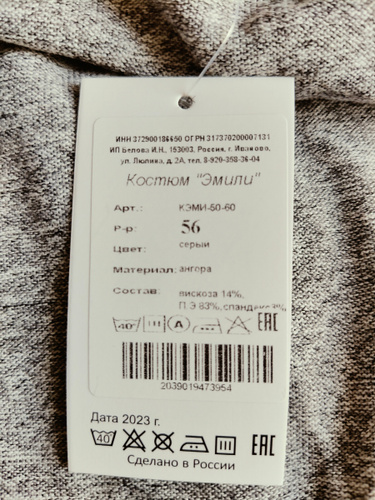 ИНН 372900186650 ОГРН 317370200007131
ИП Белова И.Н., 153003, Россия, г. Иваново,
ул. Люлина, д. 2А, тел. 8-920-358-36-04
Костюм "Эмили"
Арт.: КЭМИ-50-60
Р-р: 56
Цвет: серый
Материал: ангора
Состав: вискоза 14%,
П.Э 83%, спандекс 3%
40° A EAC
2039019473954
Дата 2023 г.
40 EAC
Сделано в России